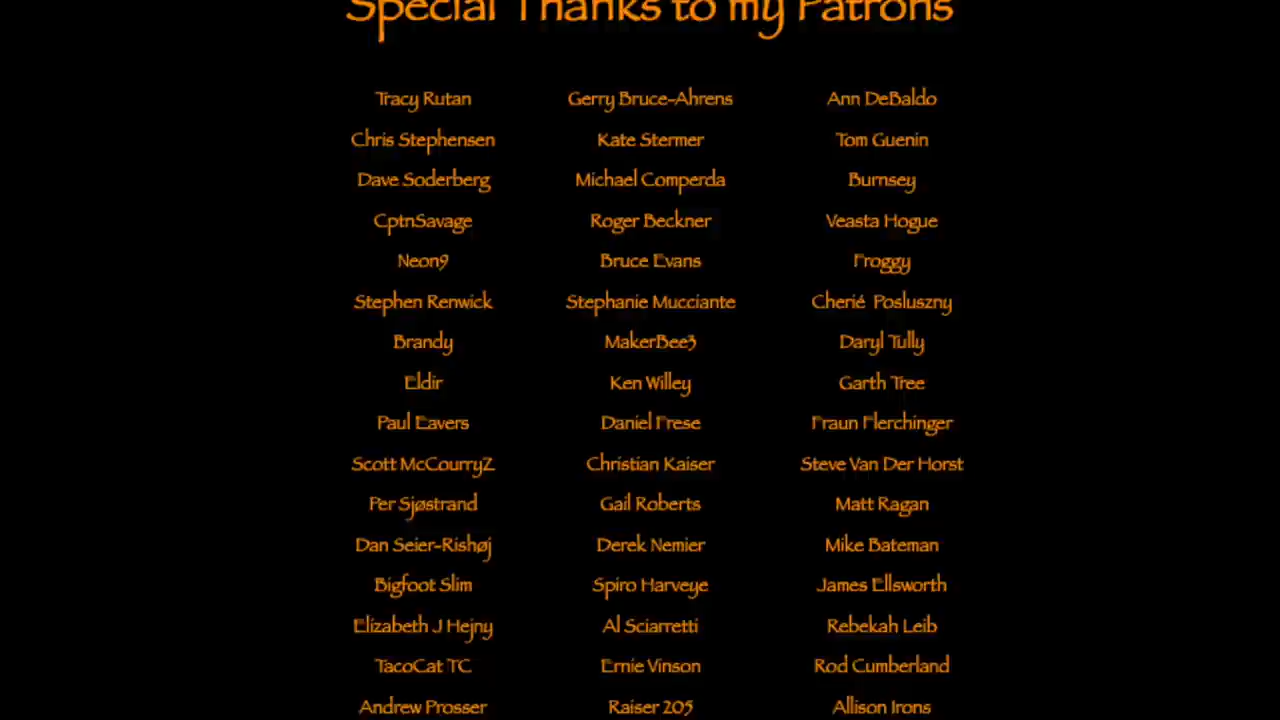 Special Thanks to my Patrons
Tracy Rutan Gerry Bruce-Ahrens Ann DeBaldo
Chris Stephensen Kate Stermer Tom Guenin
Dave Soderberg Michael Comperda Burnsey
CptnSavage Roger Beckner Veasta Hogue
Neon9 Bruce Evans Froggy
Stephen Renwick Stephanie Mucciante Cherié Posluszny
Brandy MakerBee3 Daryl Tully
Eldir Ken Willey Garth Tree
Paul Eavers Daniel Frese Fraun Flerchinger
Scott McCourryZ Christian Kaiser Steve Van Der Horst
Per Sjøstrand Gail Roberts Matt Ragan
Dan Seier-Rishøj Derek Nemier Mike Bateman
Bigfoot Slim Spiro Harveye James Ellsworth
Elizabeth J Hejny Al Sciarretti Rebekah Leib
TacoCat TC Ernie Vinson Rod Cumberland
Andrew Prosser Raiser 205 Allison Irons